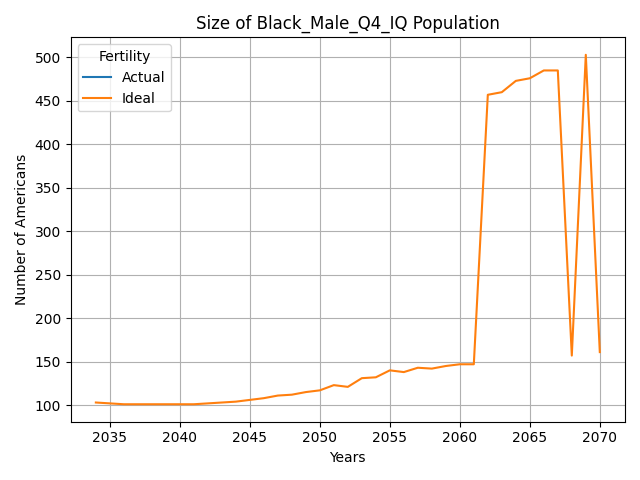 Size of Black_Male_Q4_IQ Population
Fertility
Actual
Ideal
Number of Americans
500
450
400
350
300
250
200
150
100
2035 2040 2045 2050 2055 2060 2065 2070
Years